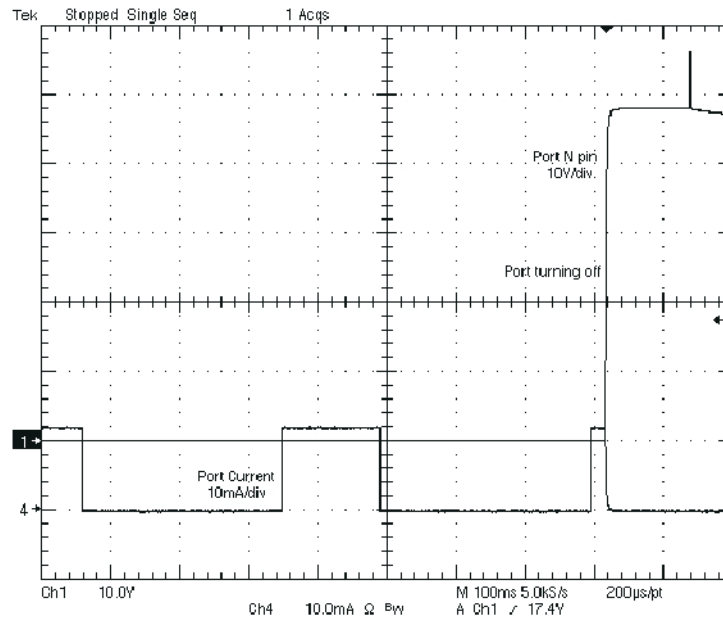 Tek Stopped Single Seq 1 Acqs
Port N pin
10V/div.
Port turning off
1
Port Current
10mA/div
4
Ch1 10.0V M 100ms 5.0kS/s 200µs/pt
Ch4 10.0mA Ω BW A Ch1 / 17.4V